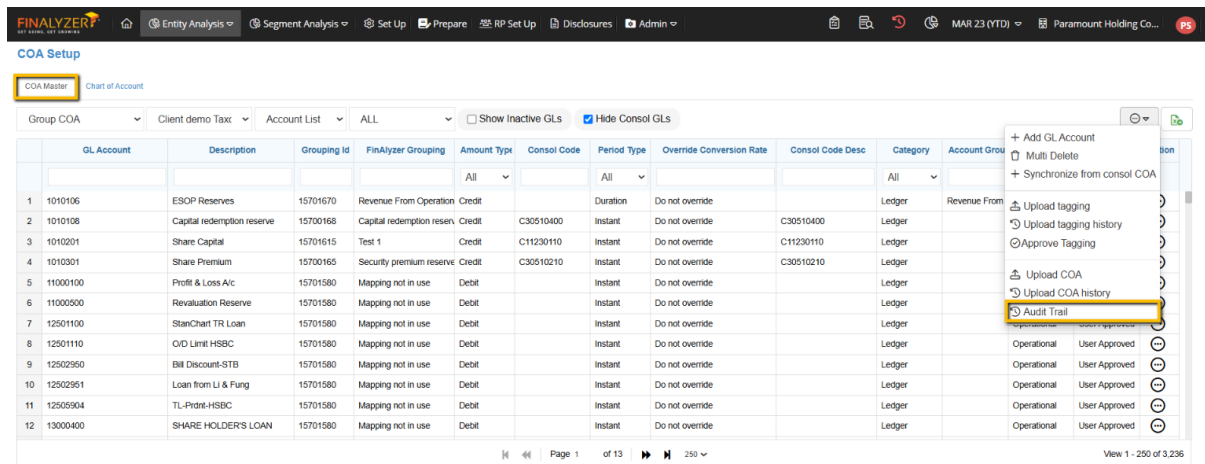 FINALYZER
GET GOING, GET GROWING
Entity Analysis
Segment Analysis
Set Up
Prepare
RP Set Up
Disclosures
Admin
MAR 23 (YTD)
Paramount Holding Co...
PS
COA Setup
COA Master
Chart of Account
Group COA
Client demo Taxc
Account List
ALL
Show Inactive GLs
Hide Consol GLs
+ Add GL Account
Multi Delete
+ Synchronize from consol COA
Upload tagging
Upload tagging history
Approve Tagging
Upload COA
Upload COA history
Audit Trail
GL Account Description Grouping Id FinAlyzer Grouping Amount Type Consol Code Period Type Override Conversion Rate Consol Code Desc Category Account Grou tion
All All All
1 1010106 ESOP Reserves 15701670 Revenue From Operation Credit Duration Do not override Ledger Revenue From
2 1010108 Capital redemption reserve 15700168 Capital redemption reserv Credit C30510400 Instant Do not override C30510400 Ledger
3 1010201 Share Capital 15701615 Test 1 Credit C11230110 Instant Do not override C11230110 Ledger
4 1010301 Share Premium 15700165 Security premium reserve Credit C30510210 Instant Do not override C30510210 Ledger
5 11000100 Profit & Loss A/c 15701580 Mapping not in use Debit Instant Do not override Ledger
6 11000500 Revaluation Reserve 15701580 Mapping not in use Debit Instant Do not override Ledger
7 12501100 StanChart TR Loan 15701580 Mapping not in use Debit Instant Do not override Ledger Operational User Approved
8 12501110 O/D Limit HSBC 15701580 Mapping not in use Debit Instant Do not override Ledger Operational User Approved
9 12502950 Bill Discount-STB 15701580 Mapping not in use Debit Instant Do not override Ledger Operational User Approved
10 12502951 Loan from Li & Fung 15701580 Mapping not in use Debit Instant Do not override Ledger Operational User Approved
11 12505904 TL-Prdnt-HSBC 15701580 Mapping not in use Debit Instant Do not override Ledger Operational User Approved
12 13000400 SHARE HOLDER'S LOAN 15701580 Mapping not in use Debit Instant Do not override Ledger Operational User Approved
Page 1 of 13 250
View 1 - 250 of 3,236